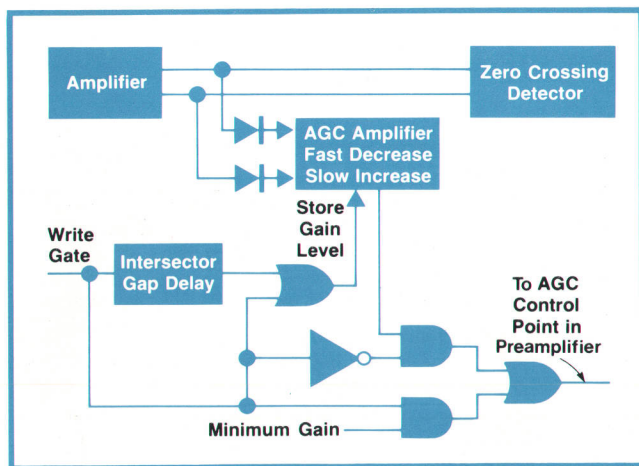 Amplifier
Zero Crossing
Detector
AGC Amplifier
Fast Decrease
Slow Increase
Store
Gain
Level
Write
Gate
Intersector
Gap Delay
To AGC
Control
Point in
Preamplifier
Minimum Gain